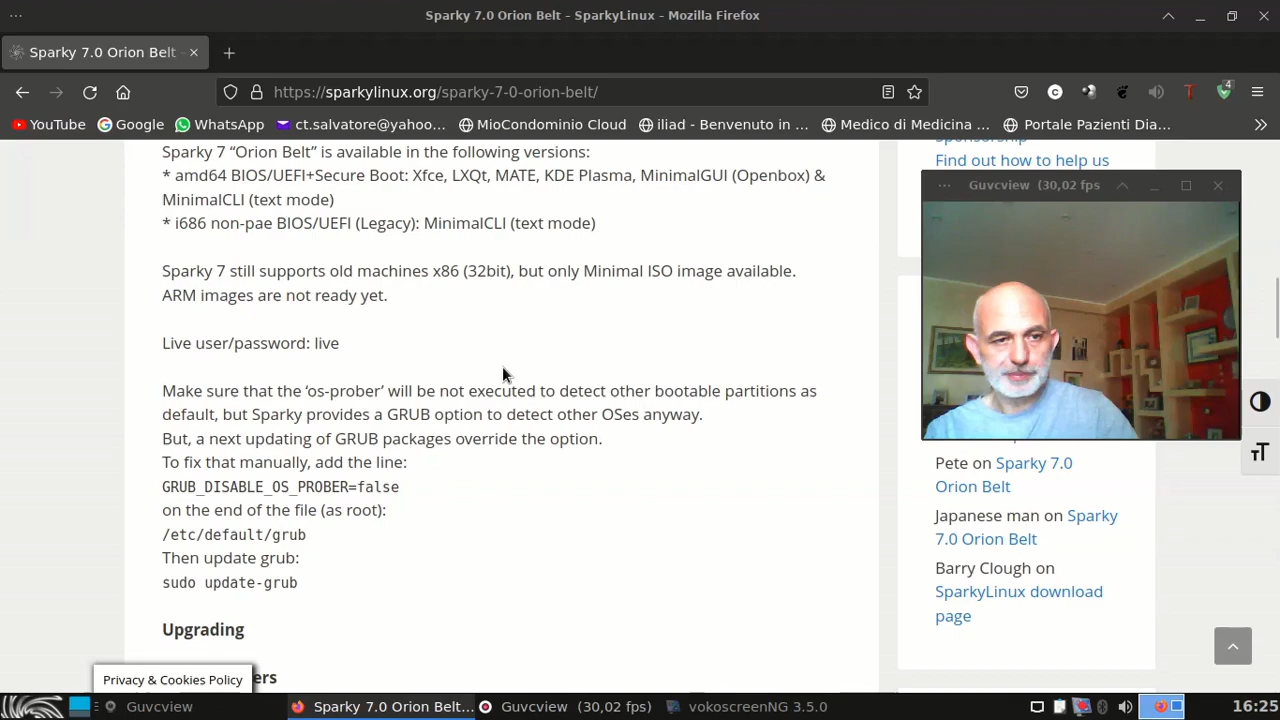 Sparky 7.0 Orion Belt - SparkyLinux - Mozilla Firefox
Sparky 7.0 Orion Belt
https://sparkylinux.org/sparky-7-0-orion-belt/
4
YouTube Google WhatsApp ct.salvatore@yahoo... MioCondominio Cloud iliad - Benvenuto in ... Medico di Medicina ... Portale Pazienti Dia...
Sparky 7 “Orion Belt” is available in the following versions:
* amd64 BIOS/UEFI+Secure Boot: Xfce, LXQt, MATE, KDE Plasma, MinimalGUI (Openbox) &
MinimalCLI (text mode)
* i686 non-pae BIOS/UEFI (Legacy): MinimalCLI (text mode)
Sparky 7 still supports old machines x86 (32bit), but only Minimal ISO image available.
ARM images are not ready yet.
Live user/password: live
Make sure that the ‘os-prober’ will be not executed to detect other bootable partitions as
default, but Sparky provides a GRUB option to detect other OSes anyway.
But, a next updating of GRUB packages override the option.
To fix that manually, add the line:
GRUB_DISABLE_OS_PROBER=false
on the end of the file (as root):
/etc/default/grub
Then update grub:
sudo update-grub
Upgrading
Privacy & Cookies Policy
Find out how to help us
Guvcview (30,02 fps
Pete on Sparky 7.0
Orion Belt
Japanese man on Sparky
7.0 Orion Belt
Barry Clough on
SparkyLinux download
page
Guvcview
Sparky 7.0 Orion Belt...
Guvcview (30,02 fps)
vokoscreenNG 3.5.0
16:25